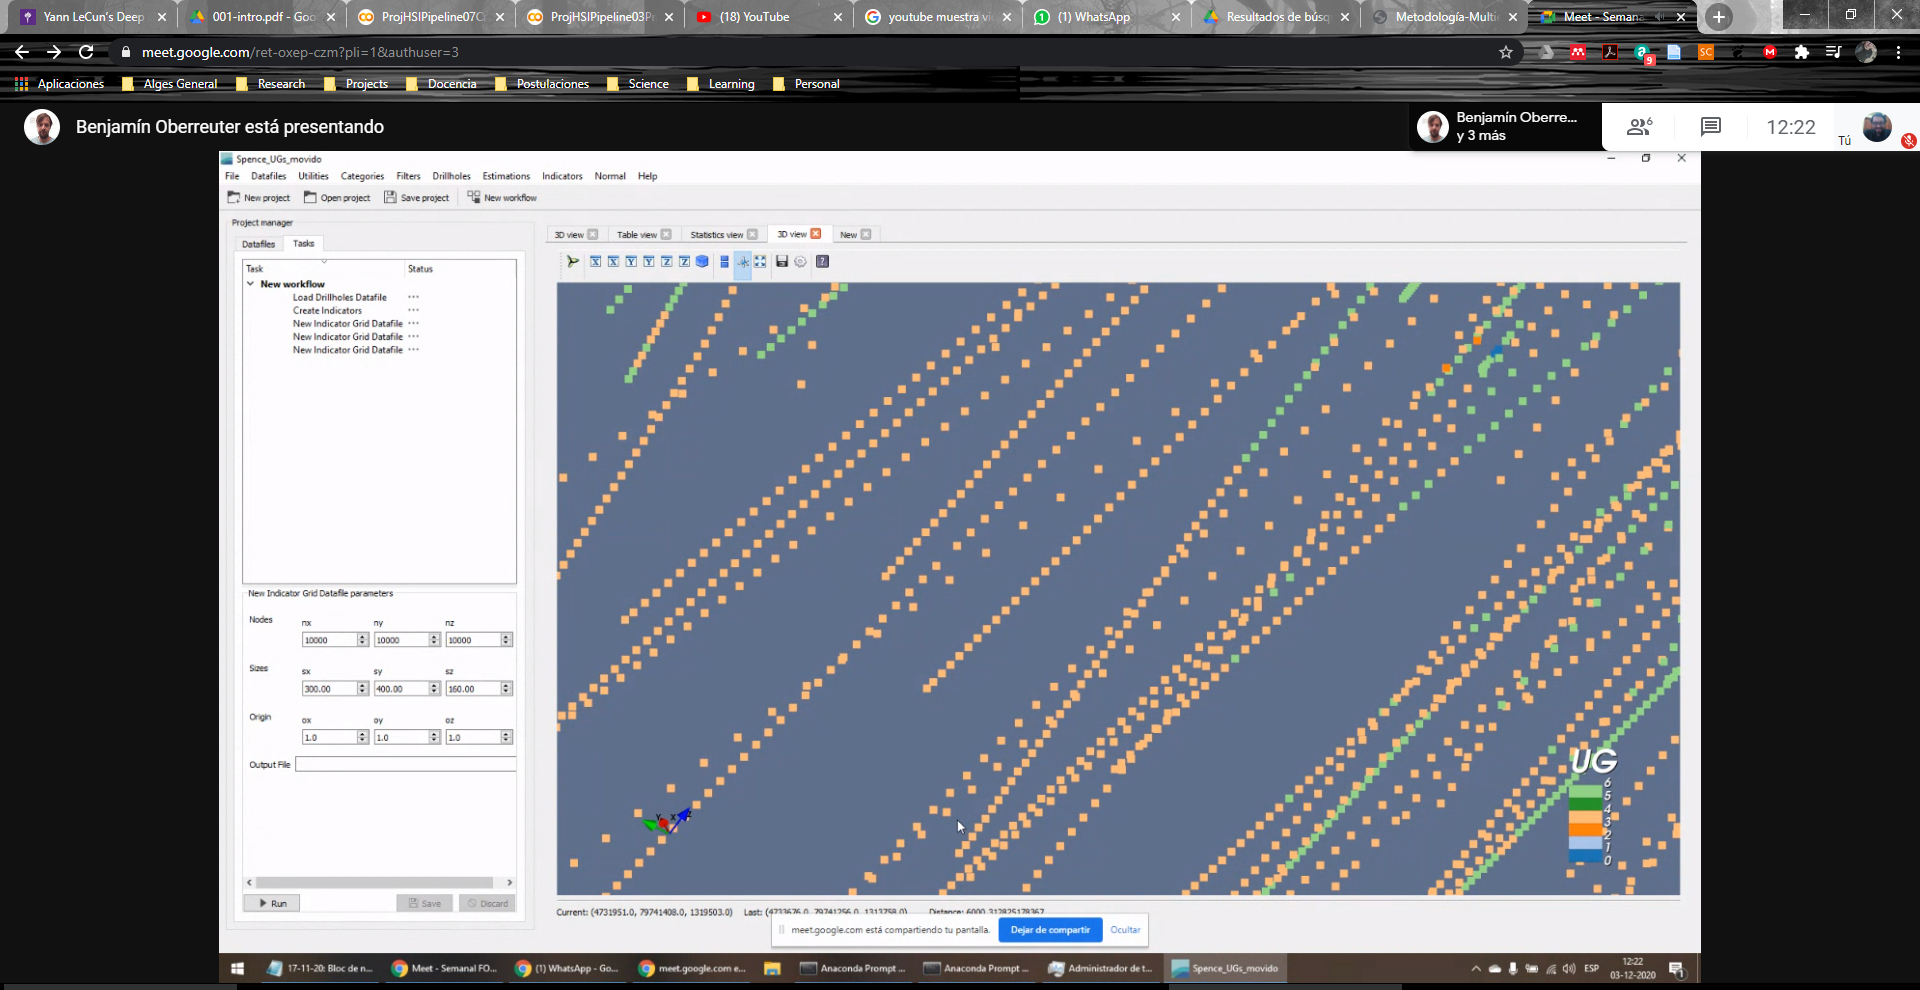 Yann LeCun's Deep
001-intro.pdf - Goo
ProjHSIPipeline07C
ProjHSIPipeline03P
(18) YouTube
youtube muestra vi
(1) WhatsApp
Resultados de búsq
Metodología-Multi
Meet - Semana
meet.google.com/ret-oxep-czm?pli=1&authuser=3
Aplicaciones
Alges General
Research
Projects
Docencia
Postulaciones
Science
Learning
Personal
Benjamín Oberreuter está presentando
Benjamín Oberre...
y 3 más
6
12:22
Tú
Spence_UGs_movido
File Datafiles Utilities Categories Filters Drillholes Estimations Indicators Normal Help
New project Open project Save project New workflow
Project manager
Datafiles Tasks
3D view Table view Statistics view 3D view New
Task Status
New workflow
Load Drillholes Datafile ...
Create Indicators ...
New Indicator Grid Datafile ...
New Indicator Grid Datafile ...
New Indicator Grid Datafile ...
New Indicator Grid Datafile parameters
Nodes nx ny nz
10000 10000 10000
Sizes sx sy sz
300.00 400.00 160.00
Origin ox oy oz
1.0 1.0 1.0
Output File
Run Save Discard
UG
6
5
4
3
2
1
0
Current: (4731951.0, 79741408.0, 1319503.0) Last: (4733676.0, 79741256.0, 1313758.0) Distance: 6000.312825178367
meet.google.com está compartiendo tu pantalla.
Dejar de compartir
Ocultar
17-11-20: Bloc de n...
Meet - Semanal FO...
(1) WhatsApp - Go...
meet.google.com e...
Anaconda Prompt ...
Anaconda Prompt ...
Administrador de t...
Spence_UGs_movido
ESP
12:22
03-12-2020